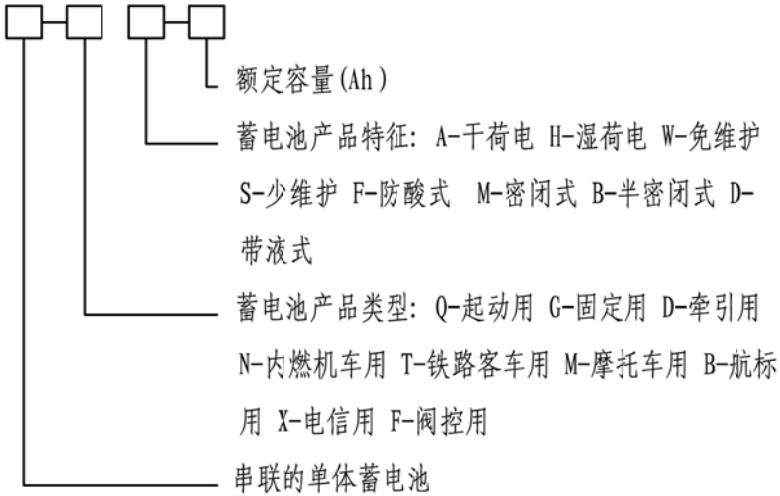 额定容量(Ah)
蓄电池产品特征: A-干荷电 H-湿荷电 W-免维护
S-少维护 F-防酸式 M-密闭式 B-半密闭式 D-
带液式
蓄电池产品类型: Q-起动用 G-固定用 D-牵引用
N-内燃机车用 T-铁路客车用 M-摩托车用 B-航标
用 X-电信用 F-阀控用
串联的单体蓄电池